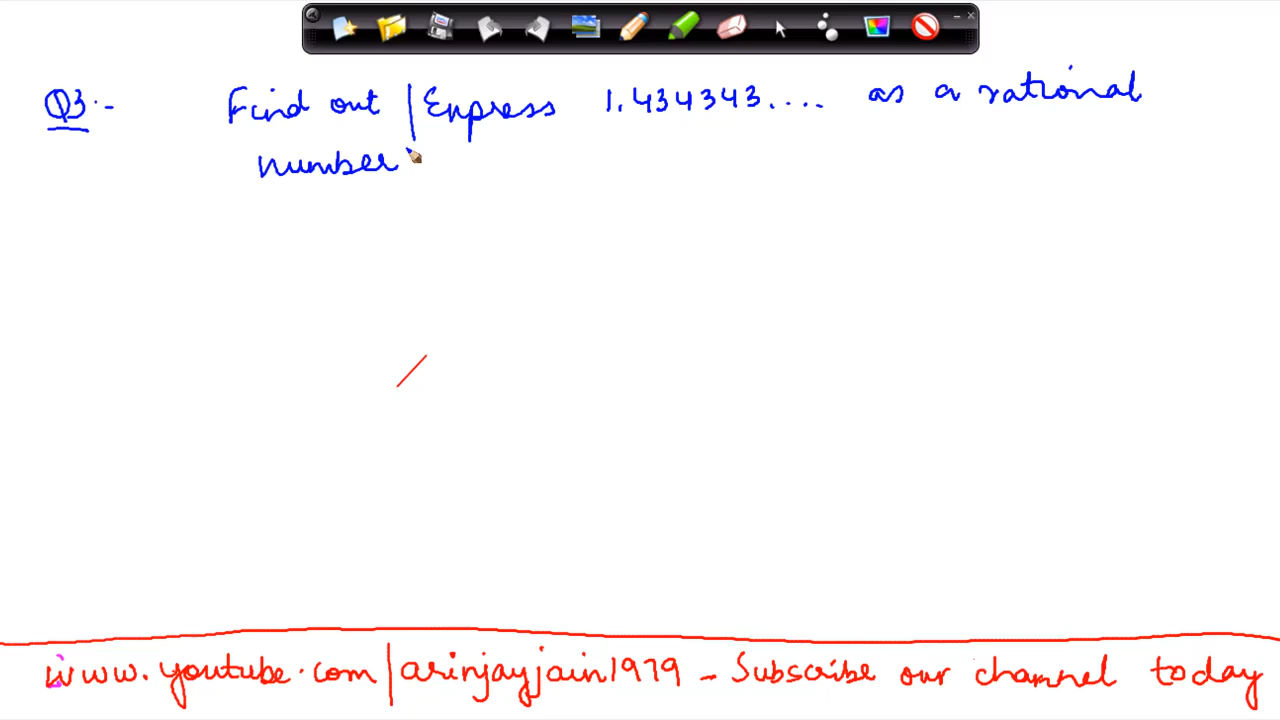 Q3:- Find out / Express 1.434343.... as a rational
number
www.youtube.com/arinjayjain1979 - Subscribe our channel today